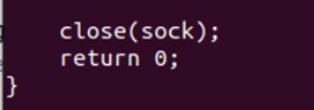 close(sock);
return 0;
}